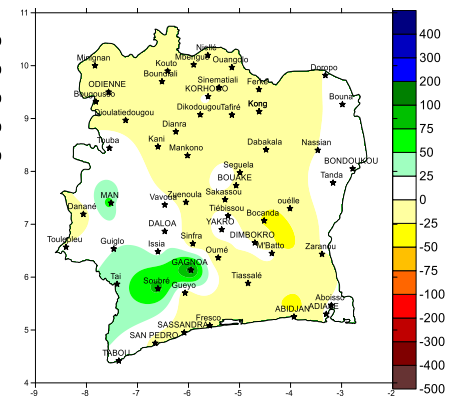 11
10
9
8
7
6
5
4
-9
-8
-7
-6
-5
-4
-3
-2
Niellé
Minignan
Kouto
Ouangolo
Doropo
ODIENNE
Boundiali
Sinematiali
Ferké
KORHOGO
Bouna
Bougousso
Dikodougou
Tafiré
Kong
Dioulatiedougou
Dianra
Touba
Kani
Mankono
Dabakala
Nassian
BONDOUKOU
Seguela
Tanda
BOUAKE
MAN
Vavoua
Zuenoula
Sakassou
Danané
Tiébissou
Bocanda
ouélle
DALOA
YAKRO
DIMBOKRO
Guiglo
Sinfra
Issia
Oumé
M'Batto
Zaranou
GAGNOA
Tai
Soubré
Gueyo
Tiassalé
Aboisso
ABIDJAN
ADIAKE
Fresco
SASSANDRA
SAN PEDRO
TABOU
400
300
200
100
75
50
25
0
-25
-50
-75
-100
-200
-300
-400
-500